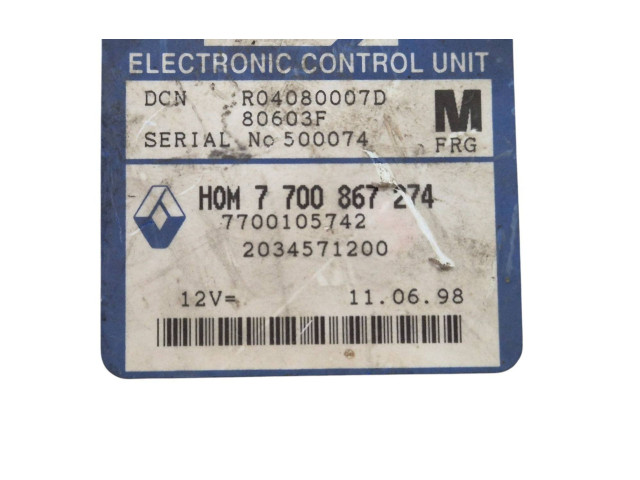 ELECTRONIC CONTROL UNIT
DCN R04080007D
80603F
SERIAL No 500074
M
FRG
HOM 7 700 867 274
7700105742
2034571200
12V= 11.06.98